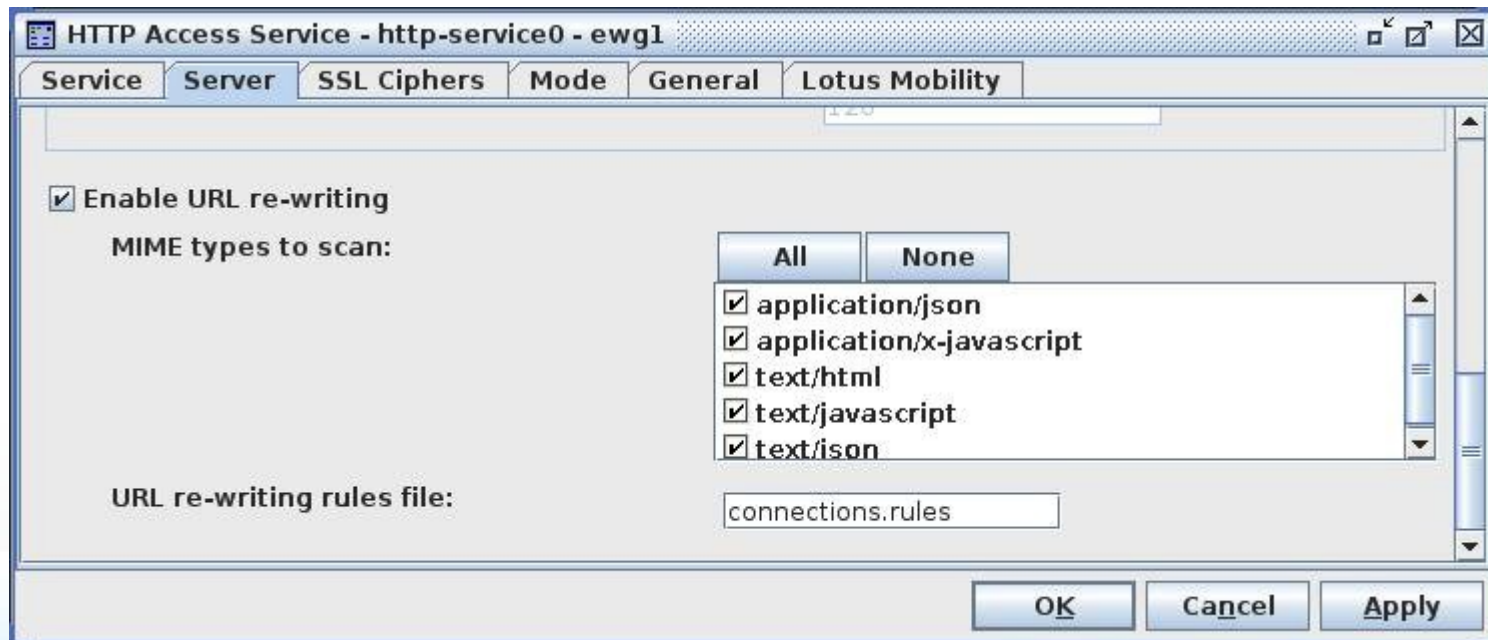 HTTP Access Service - http-service0 - ewg1
Service Server SSL Ciphers Mode General Lotus Mobility
Enable URL re-writing
MIME types to scan:
All None
application/json
application/x-javascript
text/html
text/javascript
text/json
URL re-writing rules file:
connections.rules
OK Cancel Apply